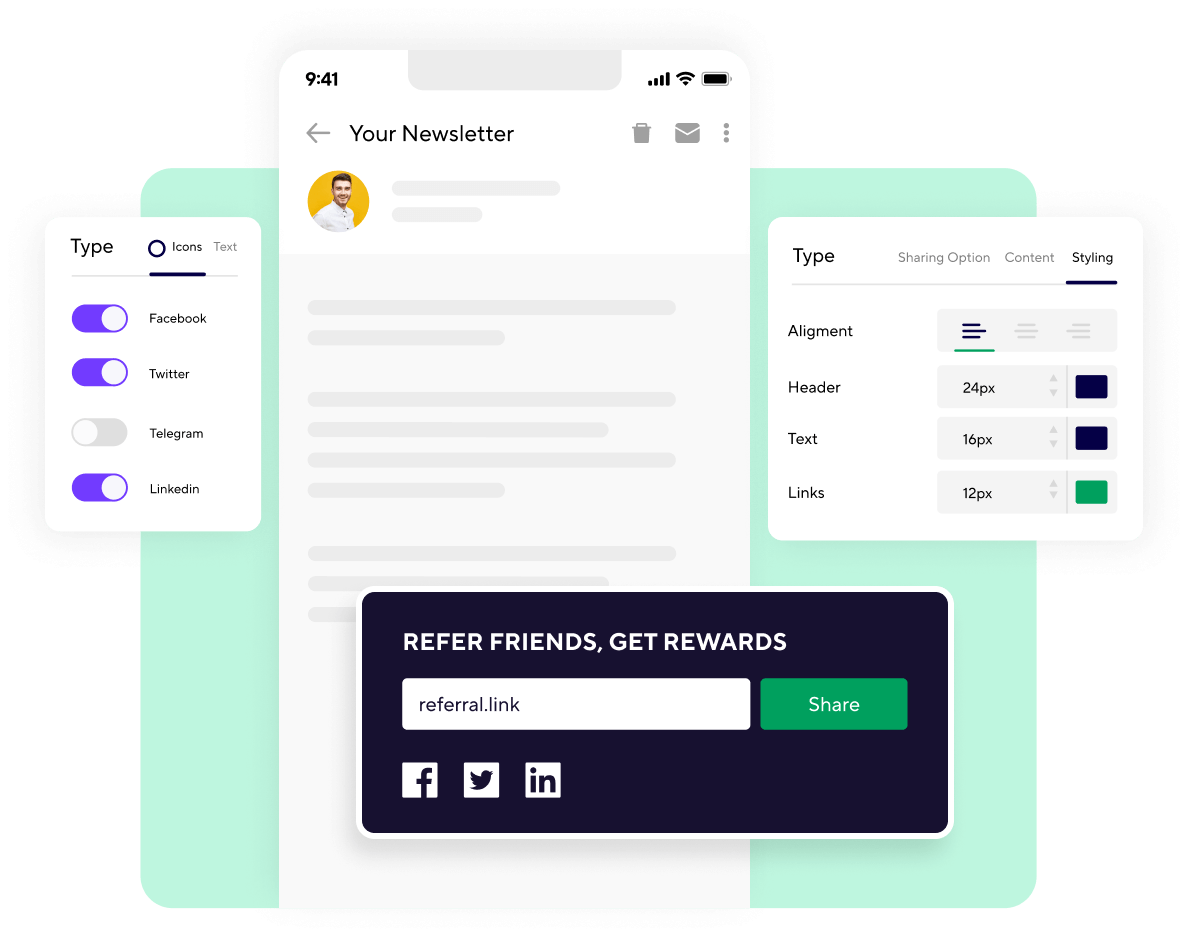 9:41
Your Newsletter
Type Icons Text
Facebook
Twitter
Telegram
Linkedin
Type Sharing Option Content Styling
Aligment
Header 24px
Text 16px
Links 12px
REFER FRIENDS, GET REWARDS
referral.link Share
f in